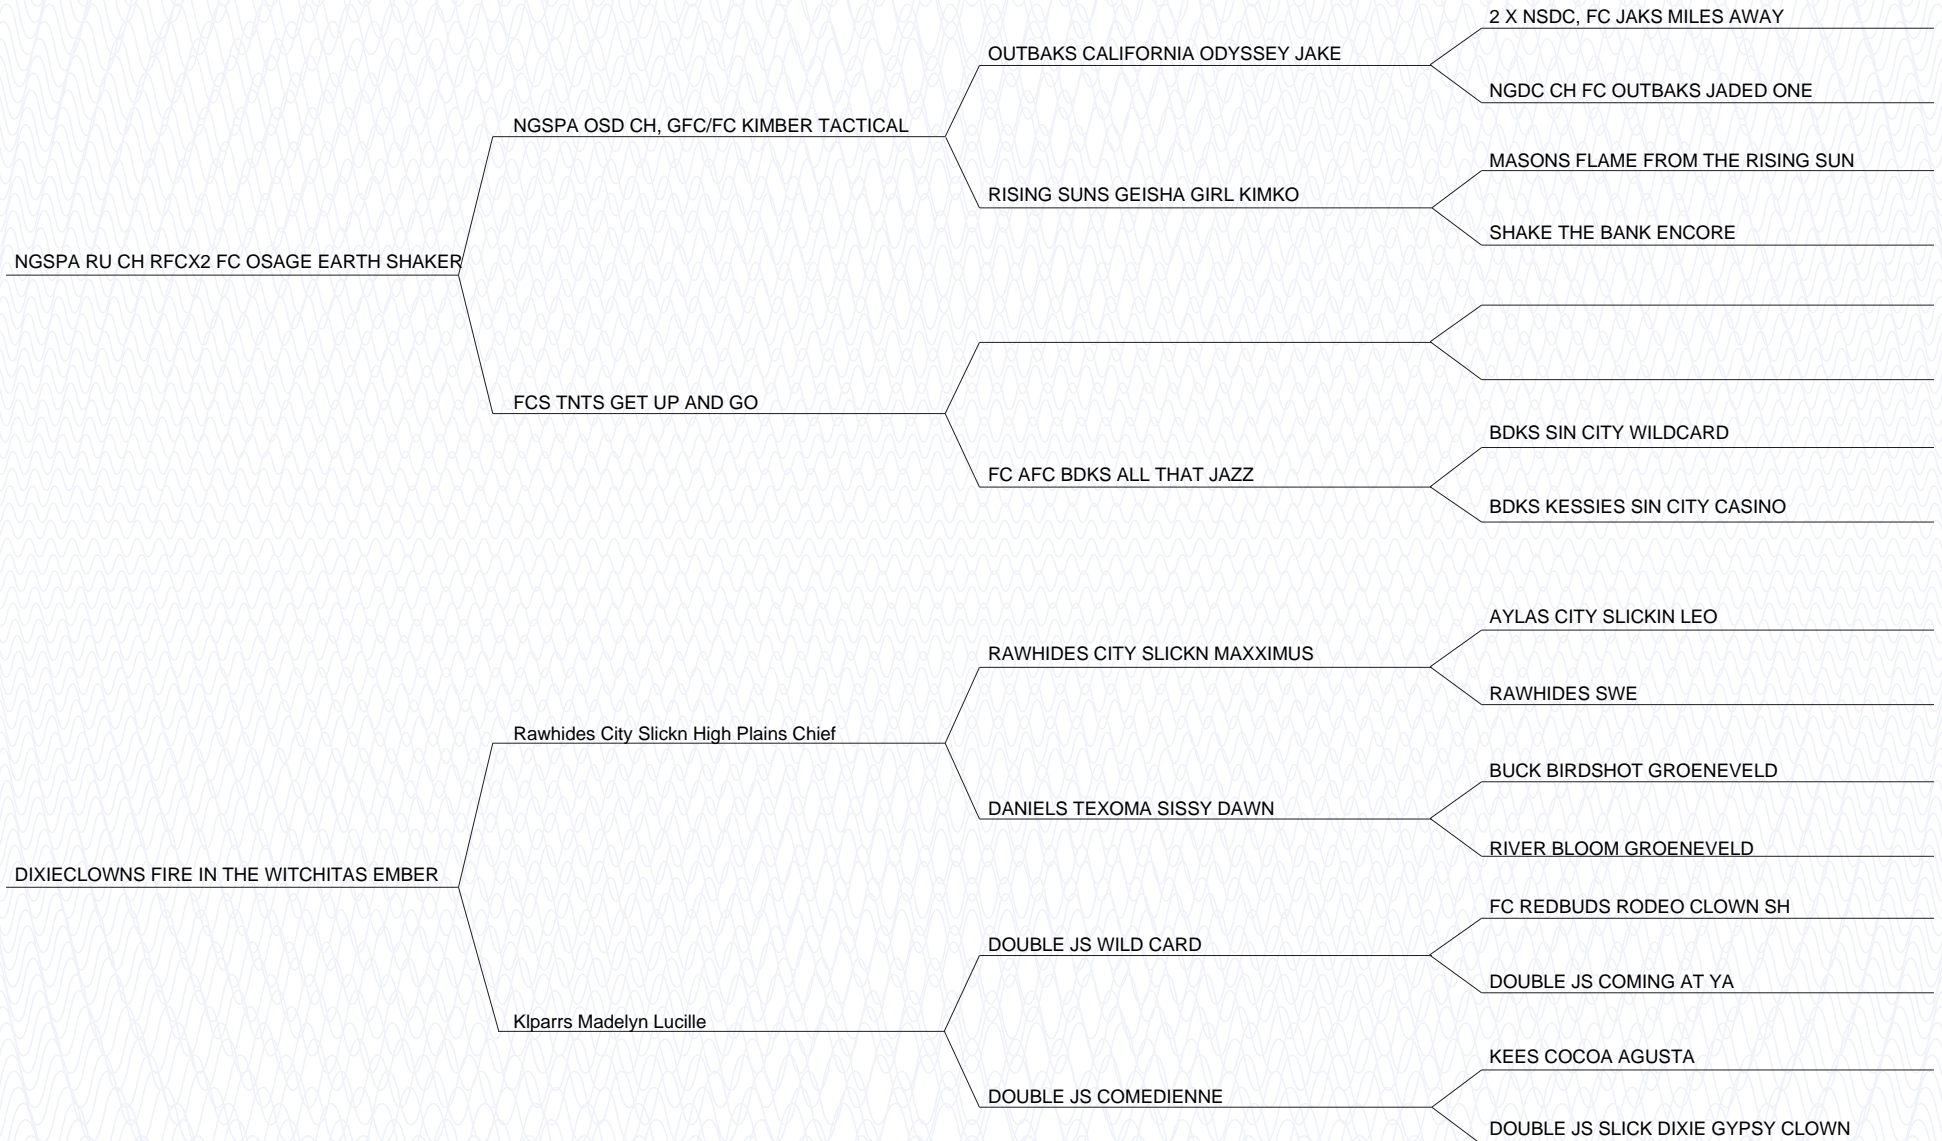 2 X NSDC, FC JAKS MILES AWAY
OUTBAKS CALIFORNIA ODYSSEY JAKE
NGDC CH FC OUTBAKS JADED ONE
NGSPA OSD CH, GFC/FC KIMBER TACTICAL
MASONS FLAME FROM THE RISING SUN
RISING SUNS GEISHA GIRL KIMKO
SHAKE THE BANK ENCORE
NGSPA RU CH RFCX2 FC OSAGE EARTH SHAKER
FCS TNTS GET UP AND GO
BDKS SIN CITY WILDCARD
FC AFC BDKS ALL THAT JAZZ
BDKS KESSIES SIN CITY CASINO
AYLAS CITY SLICKIN LEO
RAWHIDES CITY SLICKN MAXXIMUS
RAWHIDES SWE
Rawhides City Slickn High Plains Chief
BUCK BIRDSHOT GROENEVELD
DANIELS TEXOMA SISSY DAWN
RIVER BLOOM GROENEVELD
DIXIECLOWNS FIRE IN THE WITCHITAS EMBER
FC REDBUDS RODEO CLOWN SH
DOUBLE JS WILD CARD
DOUBLE JS COMING AT YA
Klparrs Madelyn Lucille
KEES COCOA AGUSTA
DOUBLE JS COMEDIENNE
DOUBLE JS SLICK DIXIE GYPSY CLOWN